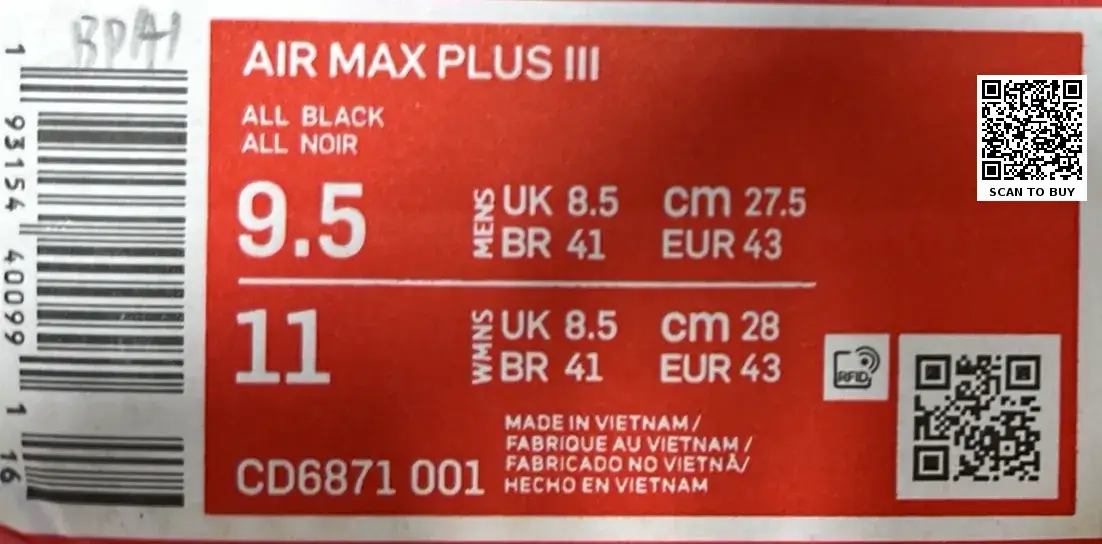 BPA1
AIR MAX PLUS III
ALL BLACK
ALL NOIR
9.5
MENS
UK 8.5 cm 27.5
BR 41 EUR 43
11
WMNS
UK 8.5 cm 28
BR 41 EUR 43
MADE IN VIETNAM /
FABRIQUE AU VIETNAM /
FABRICADO NO VIETNÃ/
HECHO EN VIETNAM
CD6871 001
SCAN TO BUY
RFID
1 93154 40099 1 16